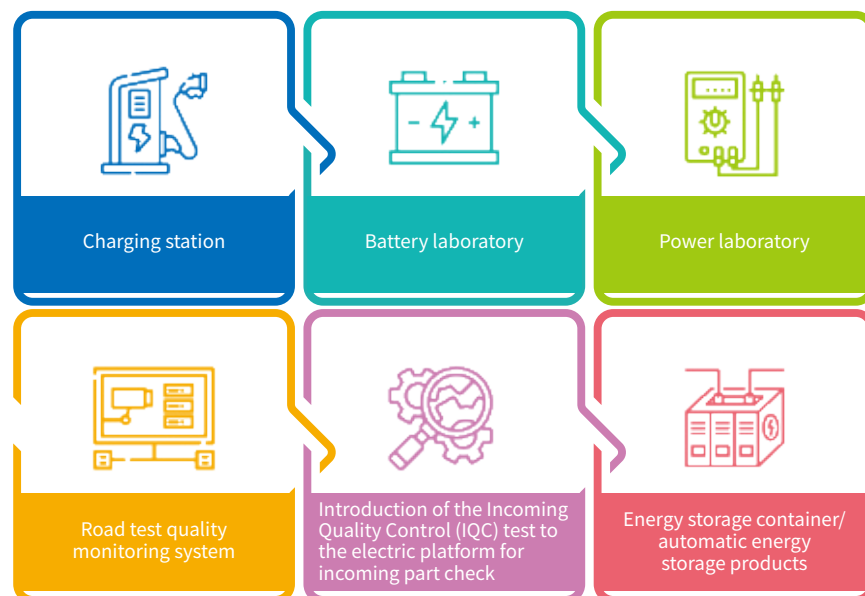 Charging station
Battery laboratory
Power laboratory
Road test quality
monitoring system
Introduction of the Incoming
Quality Control (IQC) test to
the electric platform for
incoming part check
Energy storage container/
automatic energy
storage products